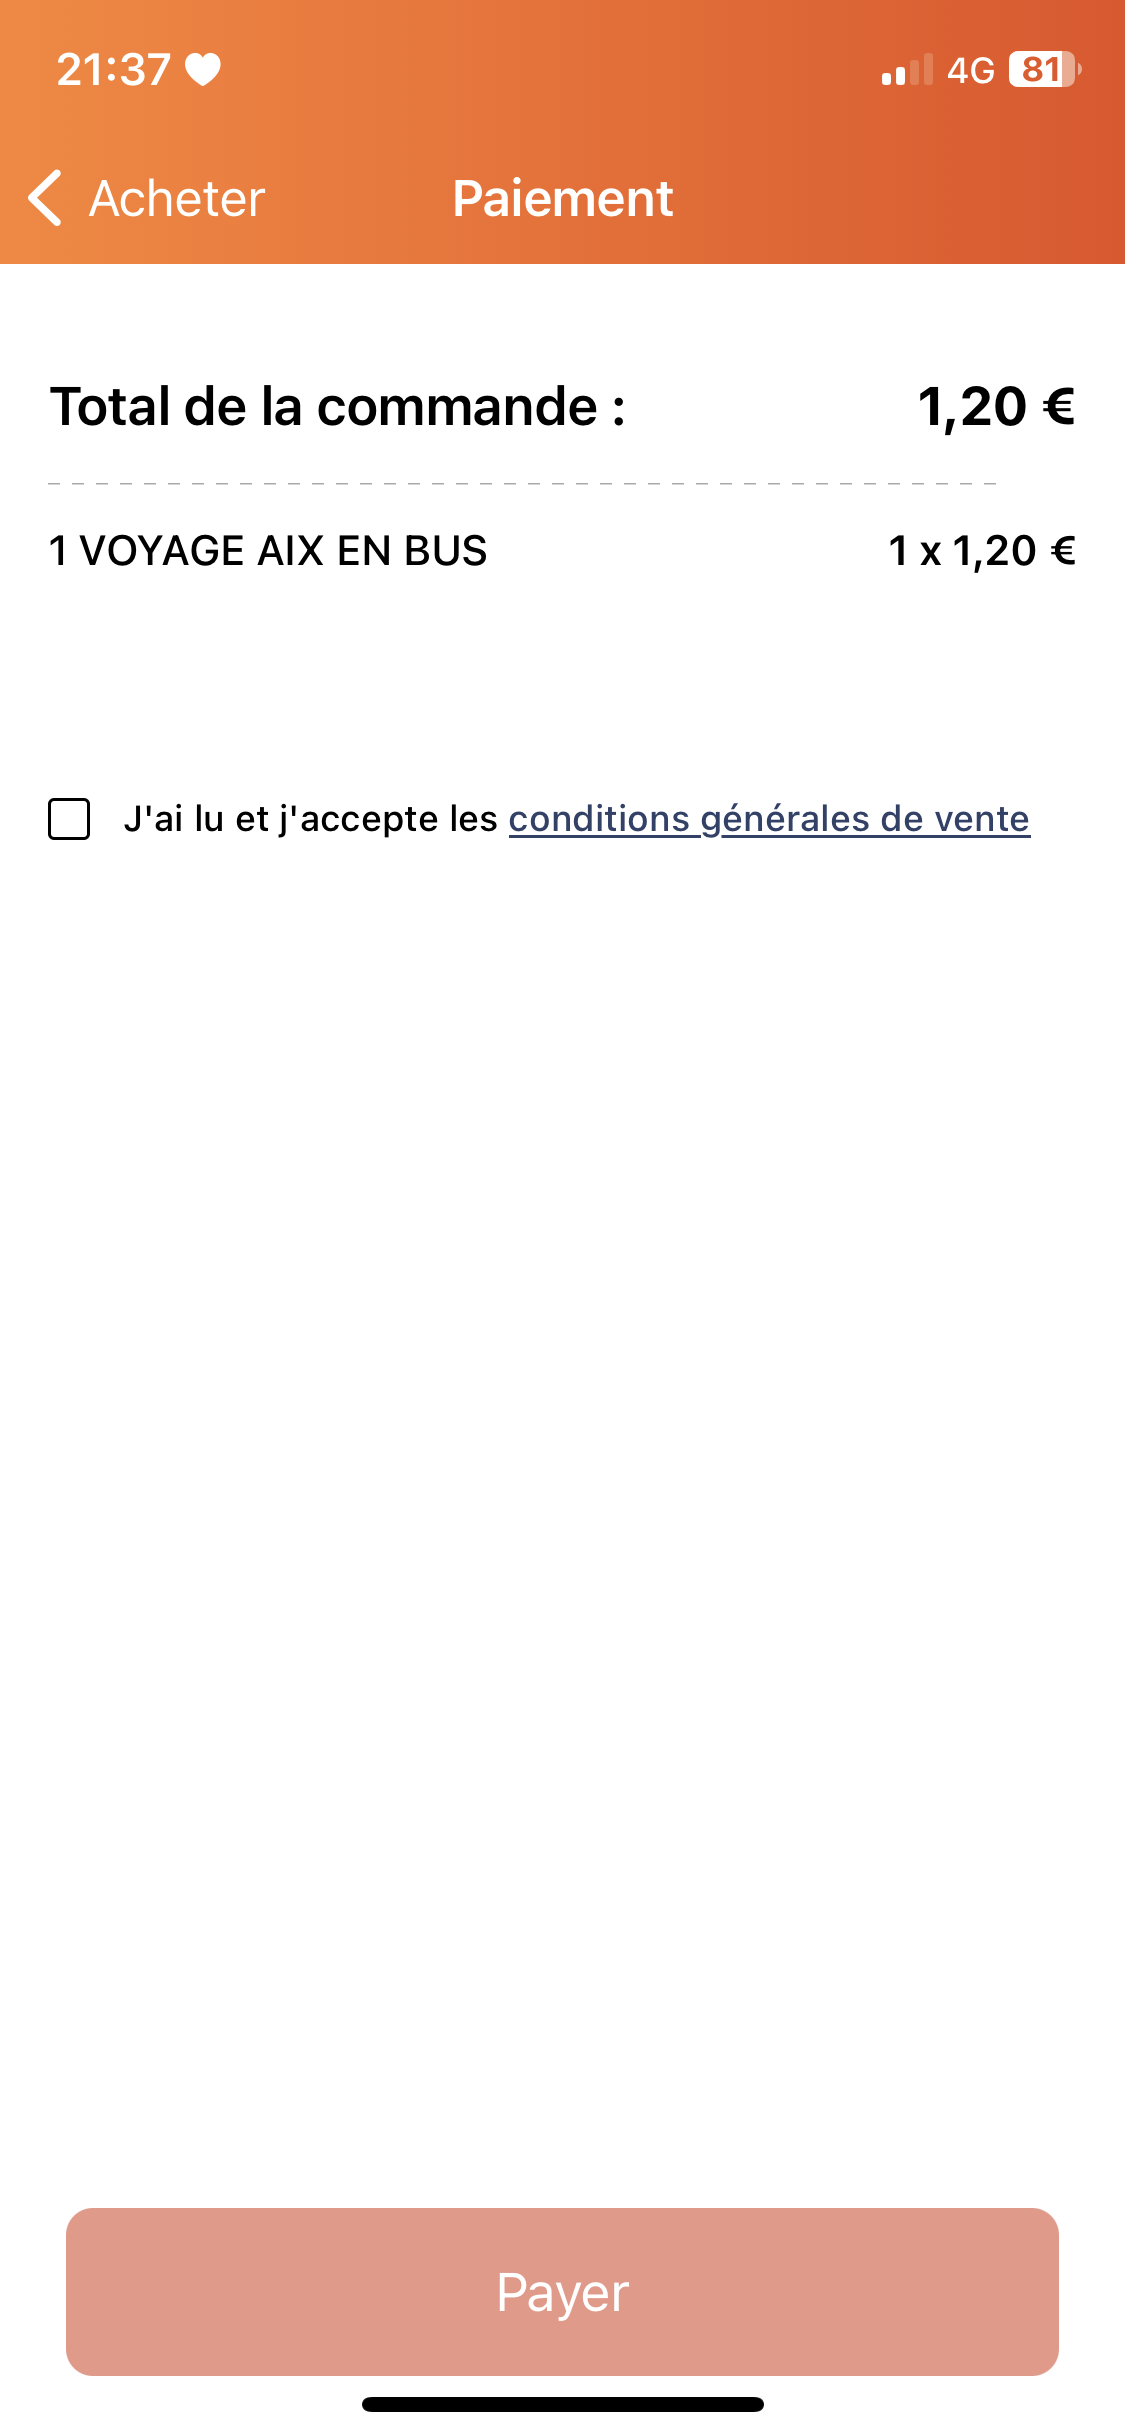 21:37
4G 81
Acheter
Paiement
Total de la commande : 1,20 €
1 VOYAGE AIX EN BUS 1 x 1,20 €
J'ai lu et j'accepte les conditions générales de vente
Payer